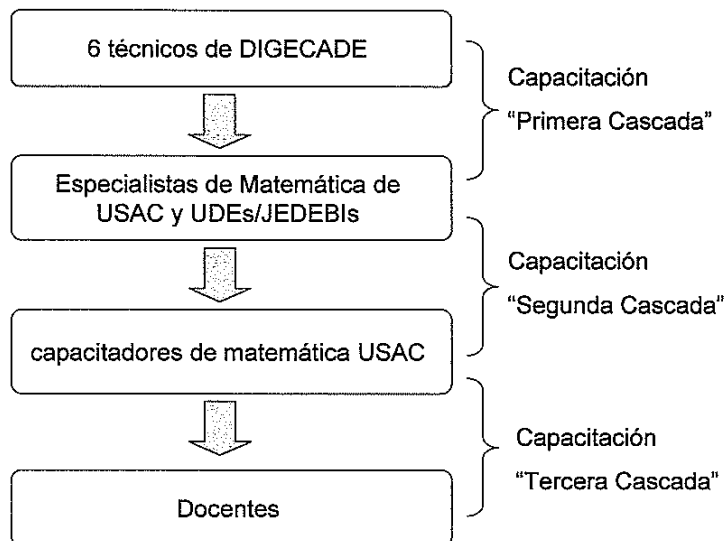 6 técnicos de DIGECADE
Capacitación
“Primera Cascada”
Especialistas de Matemática de
USAC y UDEs/JEDEBIs
Capacitación
“Segunda Cascada”
capacitadores de matemática USAC
Capacitación
“Tercera Cascada”
Docentes